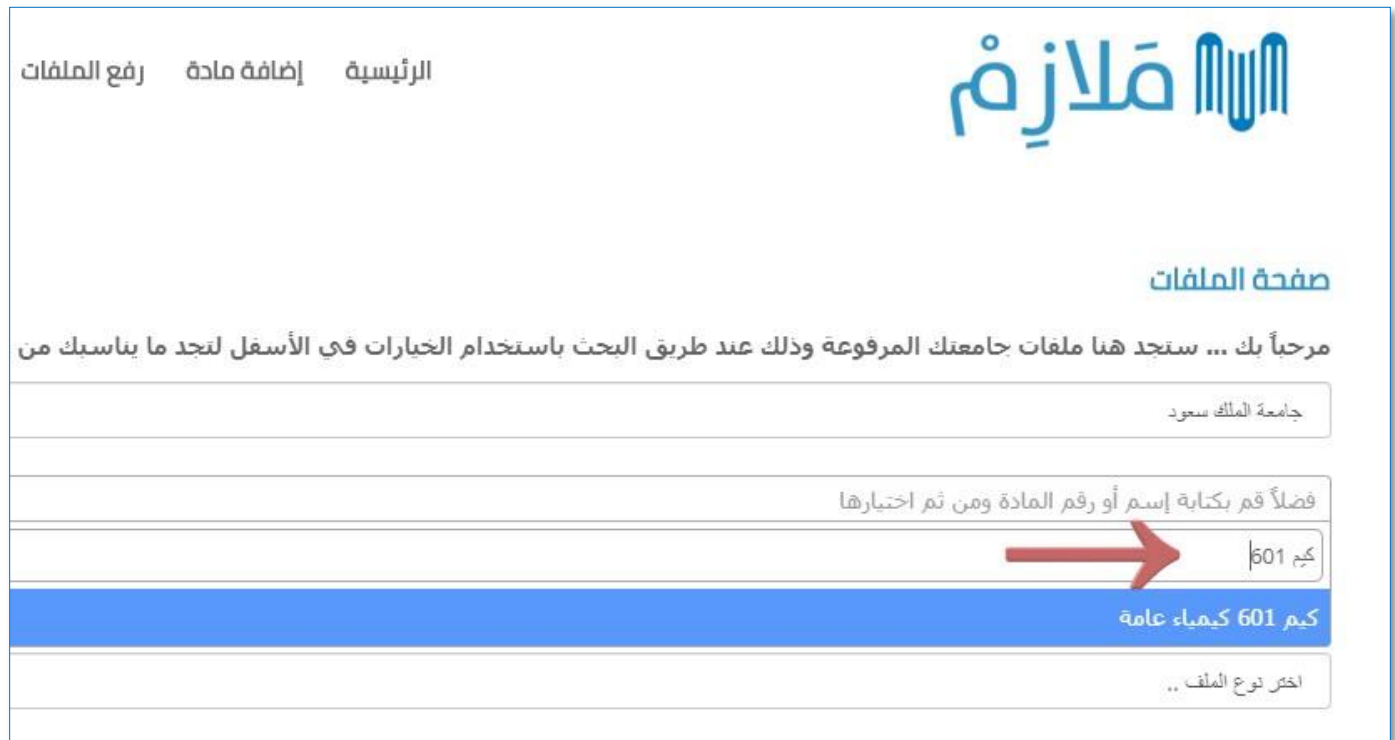 مَلازِمْ
الرئيسية إضافة مادة رفع الملفات
صفحة الملفات
مرحباً بك ... ستجد هنا ملفات جامعتك المرفوعة وذلك عند طريق البحث باستخدام الخيارات في الأسفل لتجد ما يناسبك من
جامعة الملك سعود
فضلاً قم بكتابة إسم أو رقم المادة ومن ثم اختيارها
كيم 601
كيم 601 كيمياء عامة
اختر نوع الملف ..